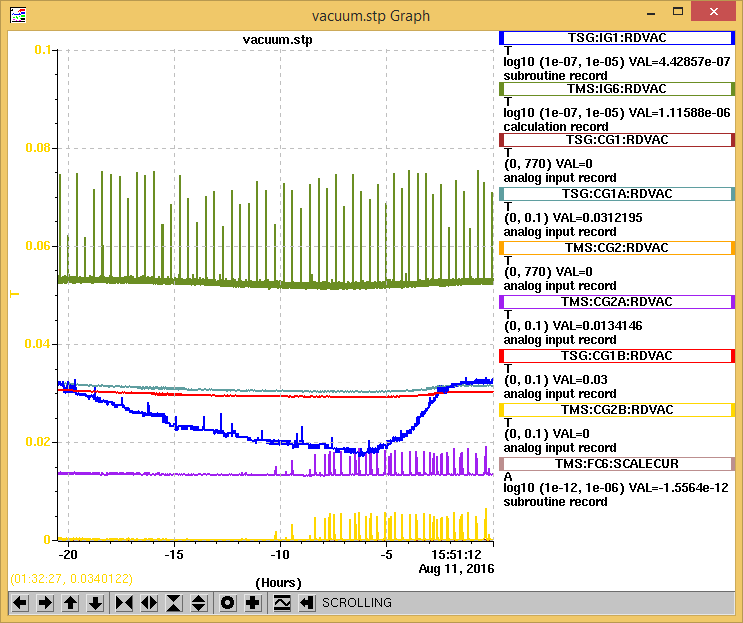 vacuum.stp Graph
vacuum.stp
0.1
0.08
0.06
T
0.04
0.02
0
-20
-15
-10
-5
15:51:12
Aug 11, 2016
(01:32:27, 0.0340122)
(Hours)
TSG:IG1:RDVAC
T
log10 (1e-07, 1e-05) VAL=4.42857e-07
subroutine record
TMS:IG6:RDVAC
T
log10 (1e-07, 1e-05) VAL=1.11588e-06
calculation record
TSG:CG1:RDVAC
T
(0, 770) VAL=0
analog input record
TSG:CG1A:RDVAC
T
(0, 0.1) VAL=0.0312195
analog input record
TMS:CG2:RDVAC
T
(0, 770) VAL=0
analog input record
TMS:CG2A:RDVAC
T
(0, 0.1) VAL=0.0134146
analog input record
TSG:CG1B:RDVAC
T
(0, 0.1) VAL=0.03
analog input record
TMS:CG2B:RDVAC
T
(0, 0.1) VAL=0
analog input record
TMS:FC6:SCALECUR
A
log10 (1e-12, 1e-06) VAL=-1.5564e-12
subroutine record
SCROLLING